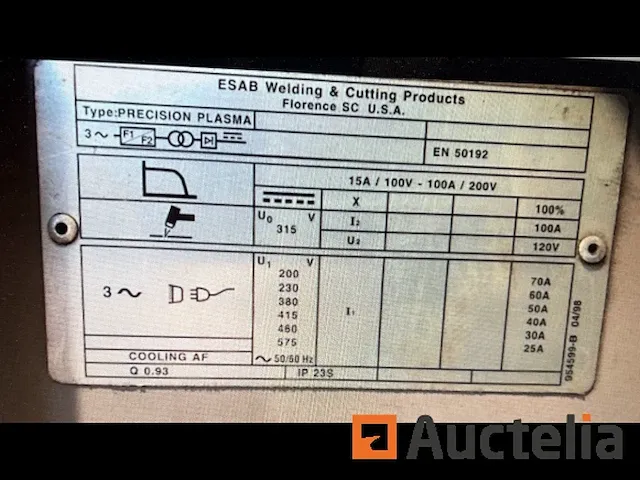 ESAB Welding & Cutting Products
Florence SC U.S.A.
Type:PRECISION PLASMA
3~ F1 F2
EN 50192
15A / 100V - 100A / 200V
X 100%
U0 V 315
I2 100A
U2 120V
U1 V
3~
200 70A
230 60A
380 I1 50A
415 40A
460 30A
575 25A
COOLING AF
~ 50/60 Hz
Q 0.93
IP 23S
954599-B 04/98
Auctelia